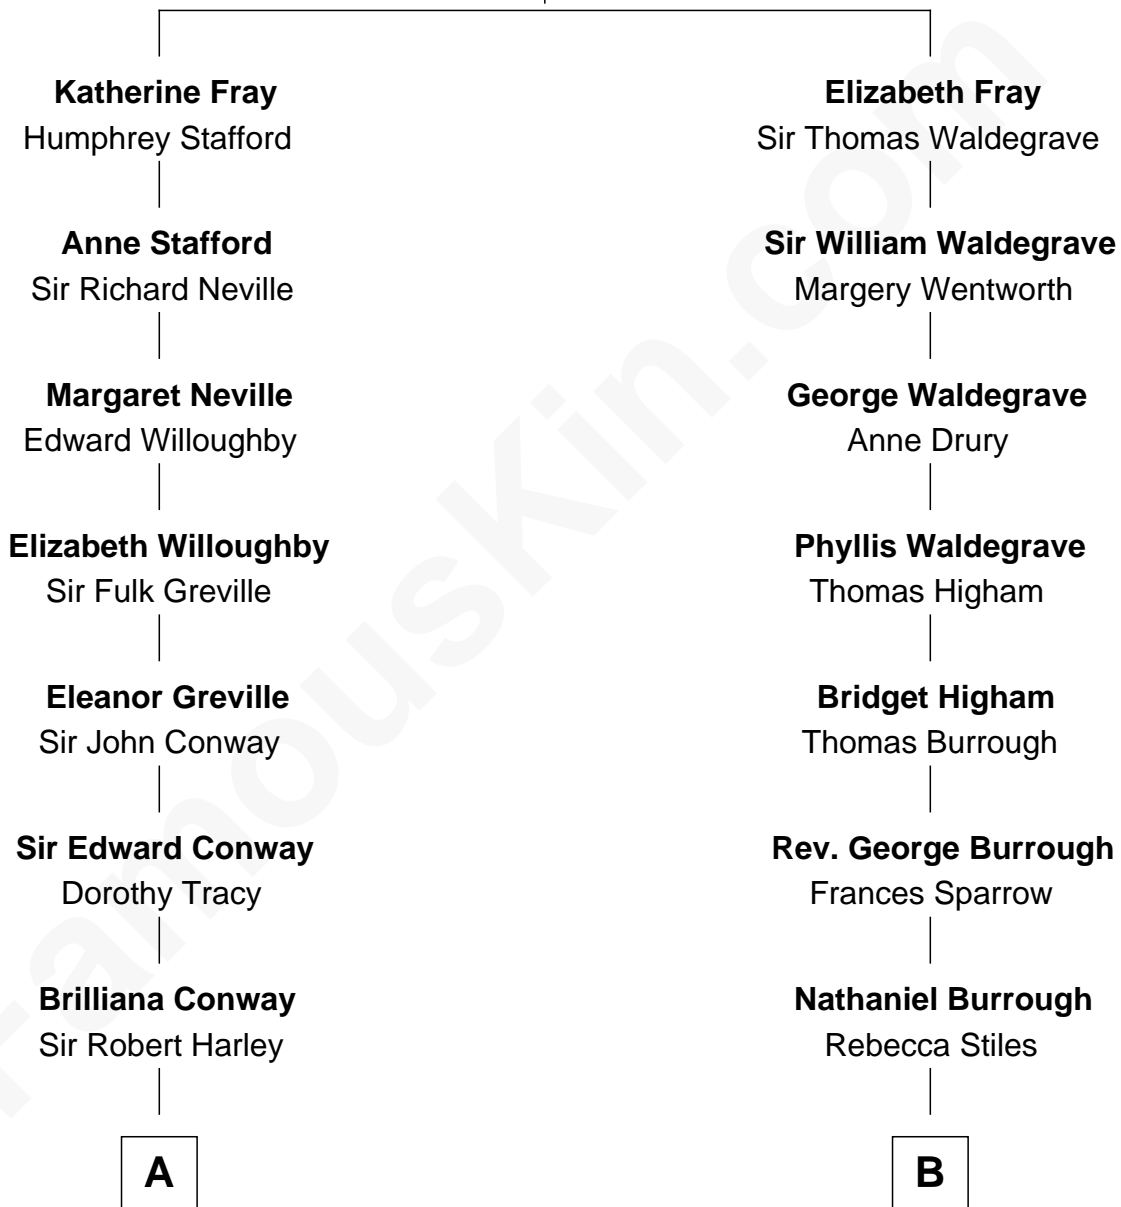 Katherine Fray
Humphrey Stafford
Elizabeth Fray
Sir Thomas Waldegrave
Anne Stafford
Sir Richard Neville
Sir William Waldegrave
Margery Wentworth
Margaret Neville
Edward Willoughby
George Waldegrave
Anne Drury
Elizabeth Willoughby
Sir Fulk Greville
Phyllis Waldegrave
Thomas Higham
Eleanor Greville
Sir John Conway
Bridget Higham
Thomas Burrough
Sir Edward Conway
Dorothy Tracy
Rev. George Burrough
Frances Sparrow
Brilliana Conway
Sir Robert Harley
Nathaniel Burrough
Rebecca Stiles
A
B
FamousKin.com